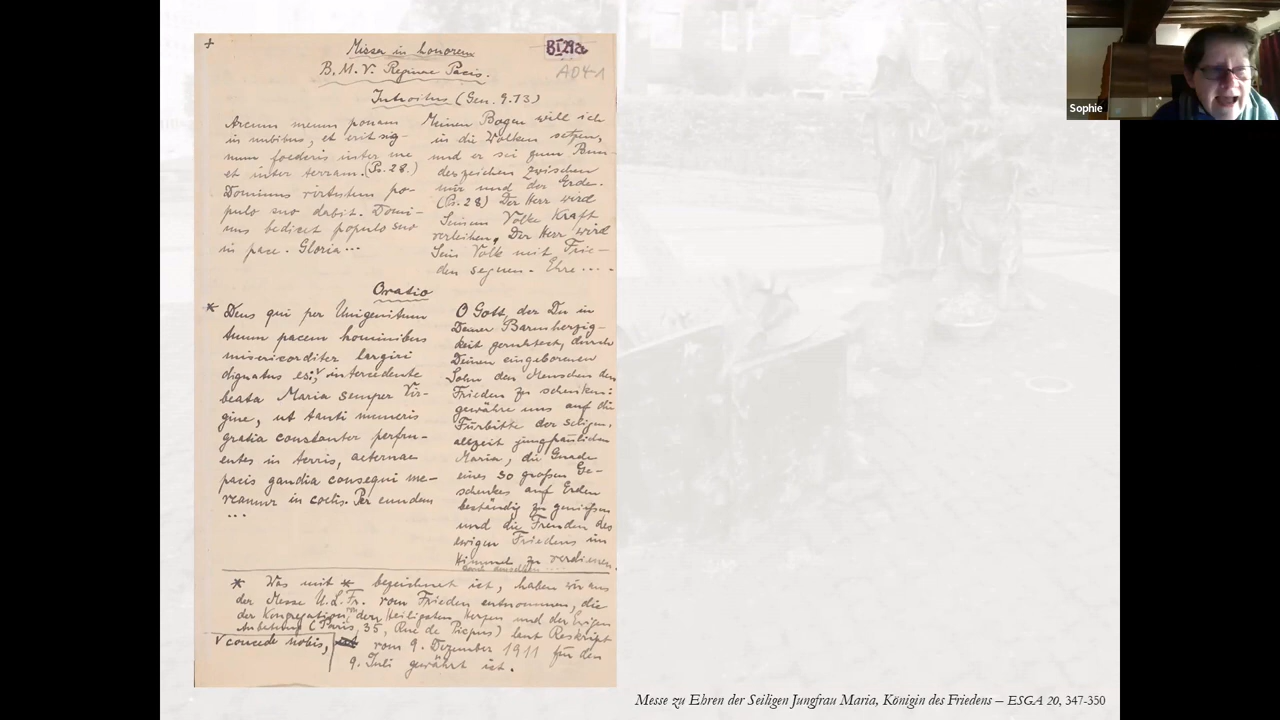 +
Missa in honorem
B. M. V. Reginae Pacis.
BI29a
A04-1
Introitus (Gen. 9.13)
Arcum meum ponam
in nubibus, et erit sig-
num foederis inter me
et inter terram. (Ps. 28.)
Dominus virtutem po-
pulo suo dabit. Domi-
nus bedicet populo suo
in pace. Gloria...
Meinen Bogen will ich
in die Wolken setzen,
und er sei zum Bun-
deszeichen zwischen
mir und der Erde.
(Ps. 28) Der Herr wird
Seinem Volke Kraft
verleihen, Der Herr wird
Sein Volk mit Frie-
den segnen. Ehre....
Oratio
* Deus qui per Unigenitum
tuum pacem hominibus
misericorditer largiri
dignatus es: V intercedente
beata Maria semper Vir-
gine, ut tanti muneris
gratia constanter perfru-
entes in terris, aeternae
pacis gaudia consequi me-
reamur in coelis. Per eundem
...
O Gott, der Du in
Deiner Barmherzig-
keit geruhtest, durch
Deinen eingeborenen
Sohn den Menschen den
Frieden zu schenken:
gewähre uns auf die
Fürbitte der seligen,
allzeit jungfräulichen
Maria, die Gnade
eines so großen Ge-
schenkes auf Erden
beständig zu genießen
und die Freuden des
ewigen Friedens im
Himmel zu verdienen.
* Was mit * bezeichnet ist, haben wir aus
der Messe U. L. Fr. vom Frieden entnommen, die
der Kongregation von den Heiligsten Herzen und der Ewigen
Anbetung (Paris, 35, Rue de Picpus) laut Reskript
V concede nobis,
vom 9. Dezember 1911 für den
9. Juli gewährt ist.
Messe zu Ehren der Seiligen Jungfrau Maria, Königin des Friedens – ESGA 20, 347-350
Sophie